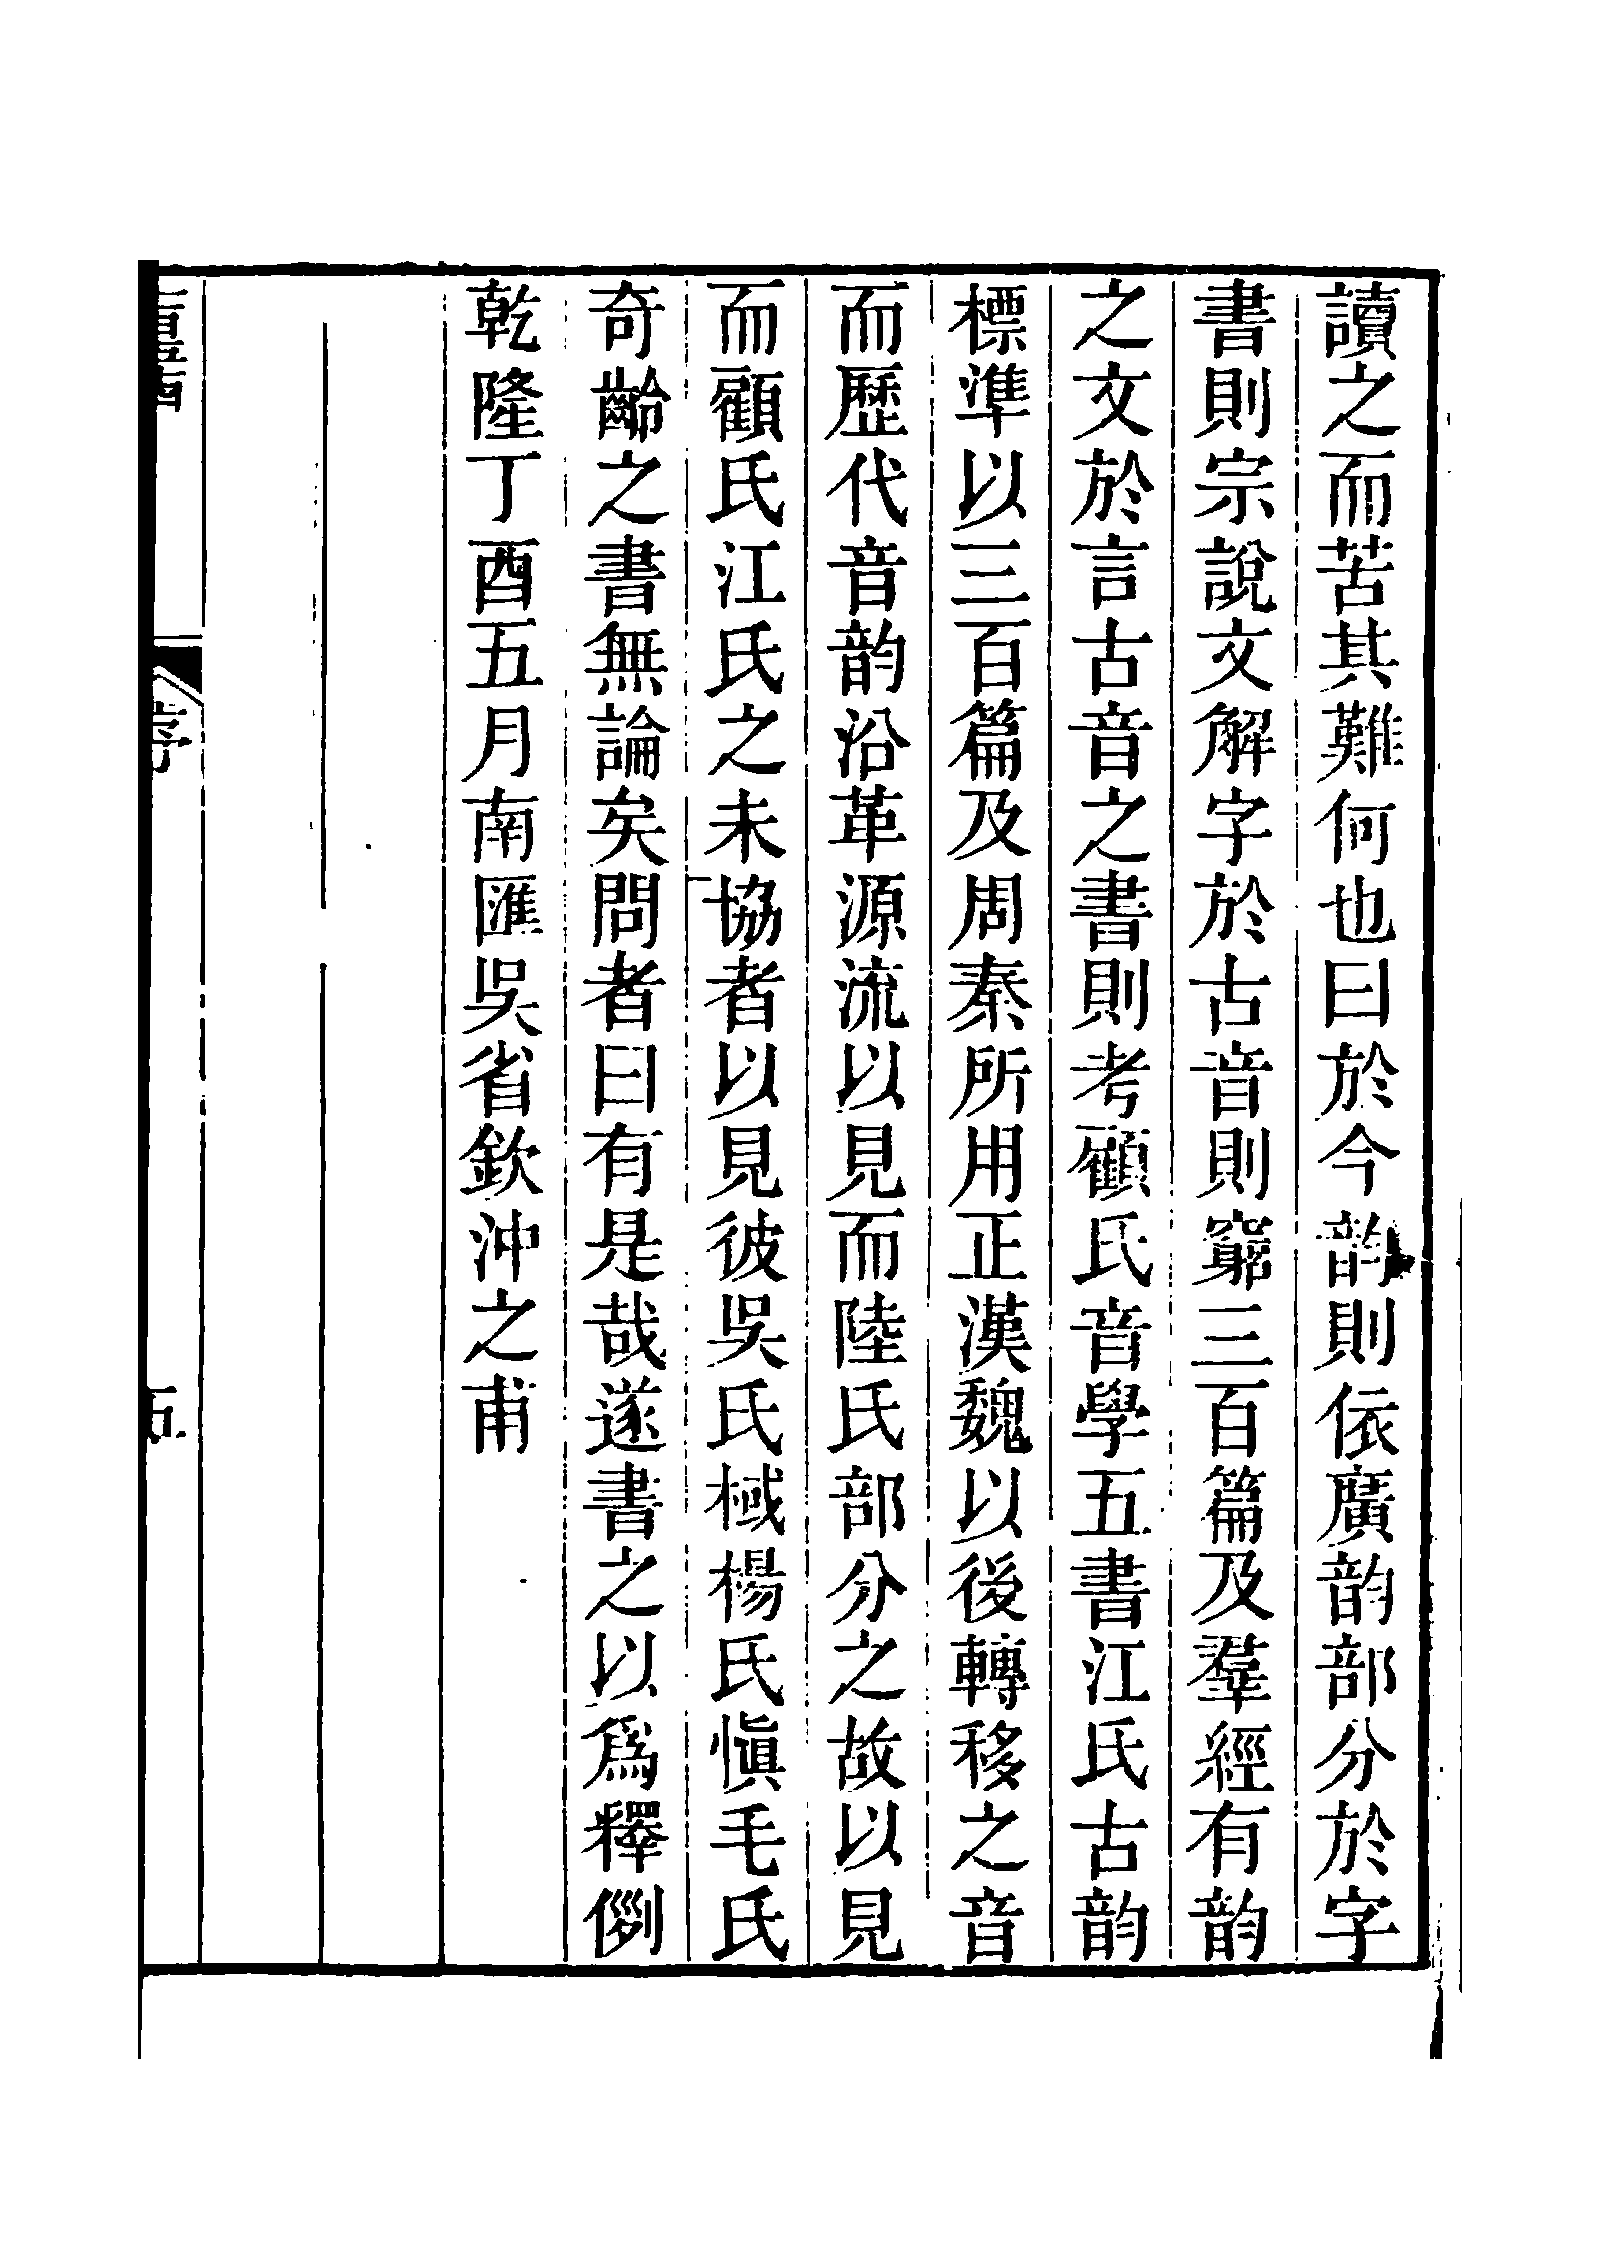 讀之而苦其難何也曰於今韵則依廣韵部分於字
書則宗說文解字於古音則窮三百篇及羣經有韵
之文於言古音之書則考顧氏音學五書江氏古韵
標準以三百篇及周秦所用正漢魏以後轉移之音
而歷代音韵沿革源流以見而陸氏部分之故以見
而顧氏江氏之未協者以見彼吳氏棫楊氏愼毛氏
奇齡之書無論矣問者曰有是哉遂書之以爲釋例
乾隆丁酉五月南匯吳省欽沖之甫
序
五